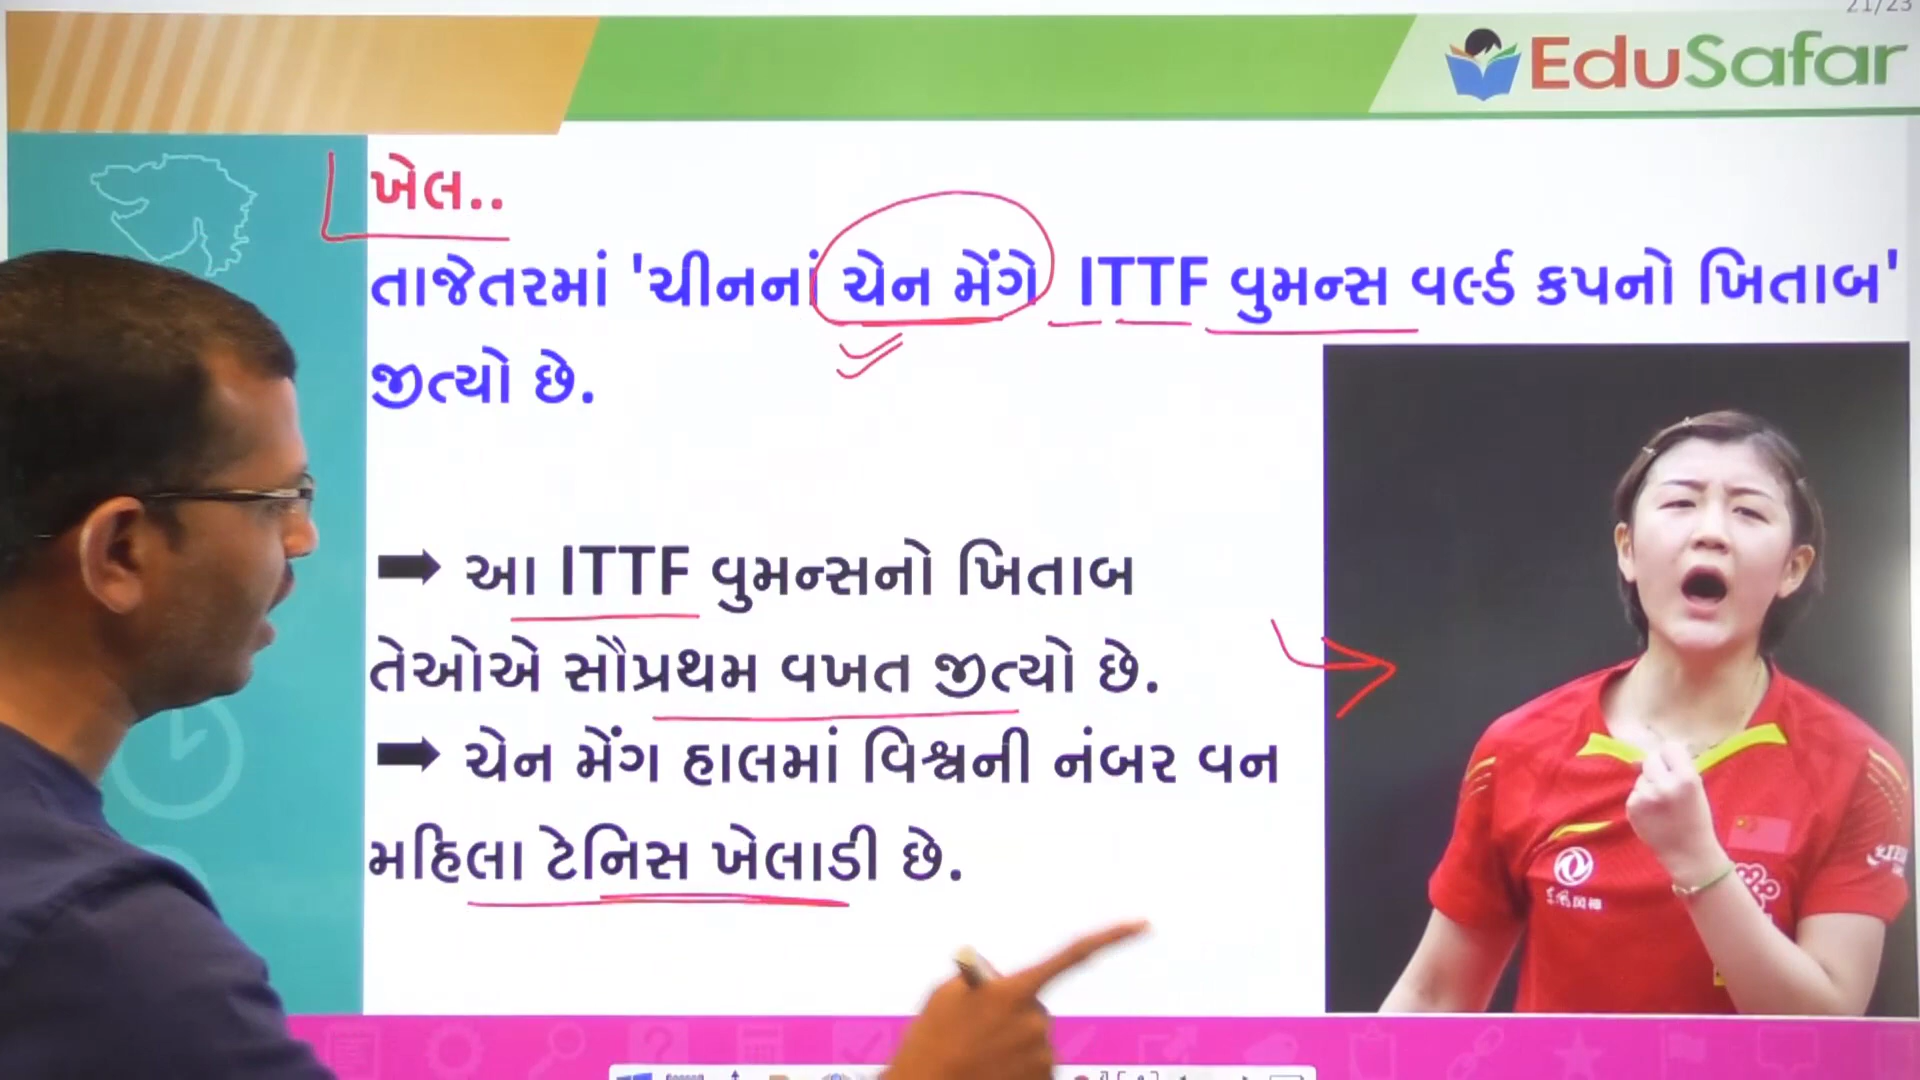 21/23
EduSafar
ખેલ..
તાજેતરમાં 'ચીનનાં ચેન મેંગે ITTF વુમન્સ વર્લ્ડ કપનો ખિતાબ'
જીત્યો છે.
➡ આ ITTF વુમન્સનો ખિતાબ
તેઓએ સૌપ્રથમ વખત જીત્યો છે.
➡ ચેન મેંગ હાલમાં વિશ્વની નંબર વન
મહિલા ટેનિસ ખેલાડી છે.